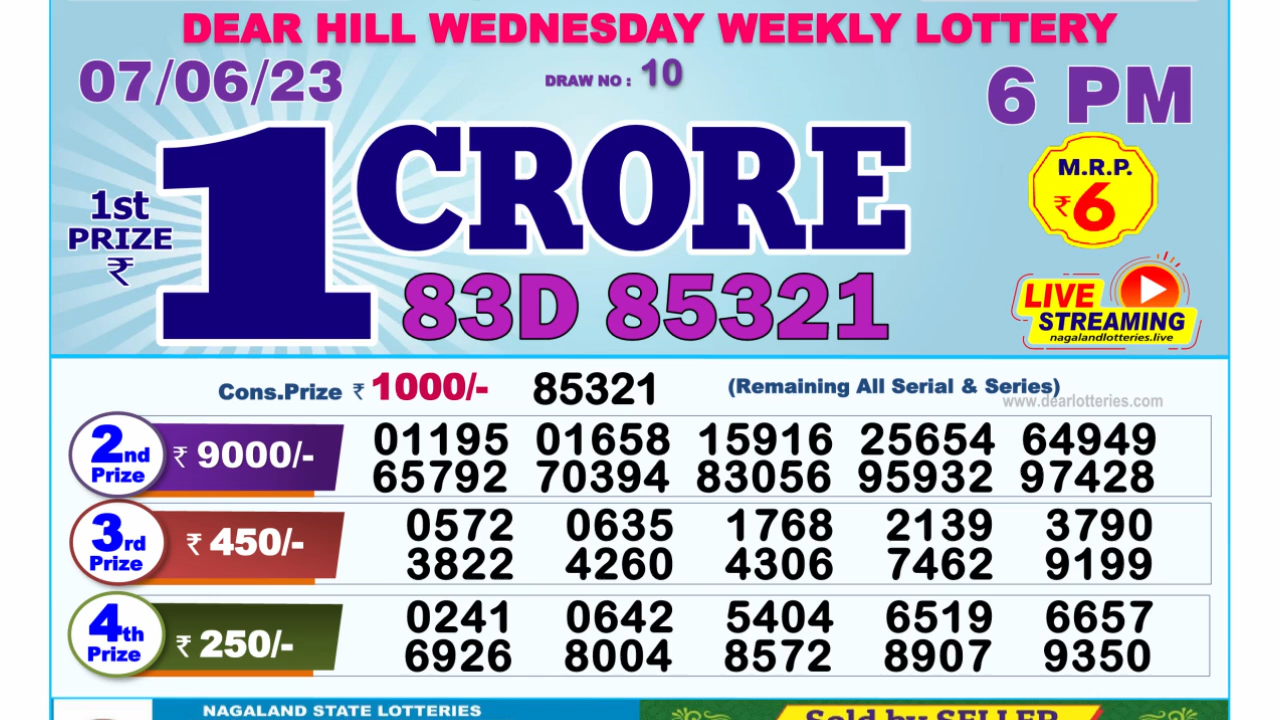 DEAR HILL WEDNESDAY WEEKLY LOTTERY
07/06/23
DRAW NO : 10
6 PM
1st PRIZE ₹
1 CRORE
83D 85321
M.R.P.
₹6
LIVE
STREAMING
nagalandlotteries.live
Cons.Prize ₹ 1000/- 85321 (Remaining All Serial & Series)
www.dearlotteries.com
2nd Prize ₹ 9000/-
01195 01658 15916 25654 64949
65792 70394 83056 95932 97428
3rd Prize ₹ 450/-
0572 0635 1768 2139 3790
3822 4260 4306 7462 9199
4th Prize ₹ 250/-
0241 0642 5404 6519 6657
6926 8004 8572 8907 9350
NAGALAND STATE LOTTERIES
Sold by SELLER